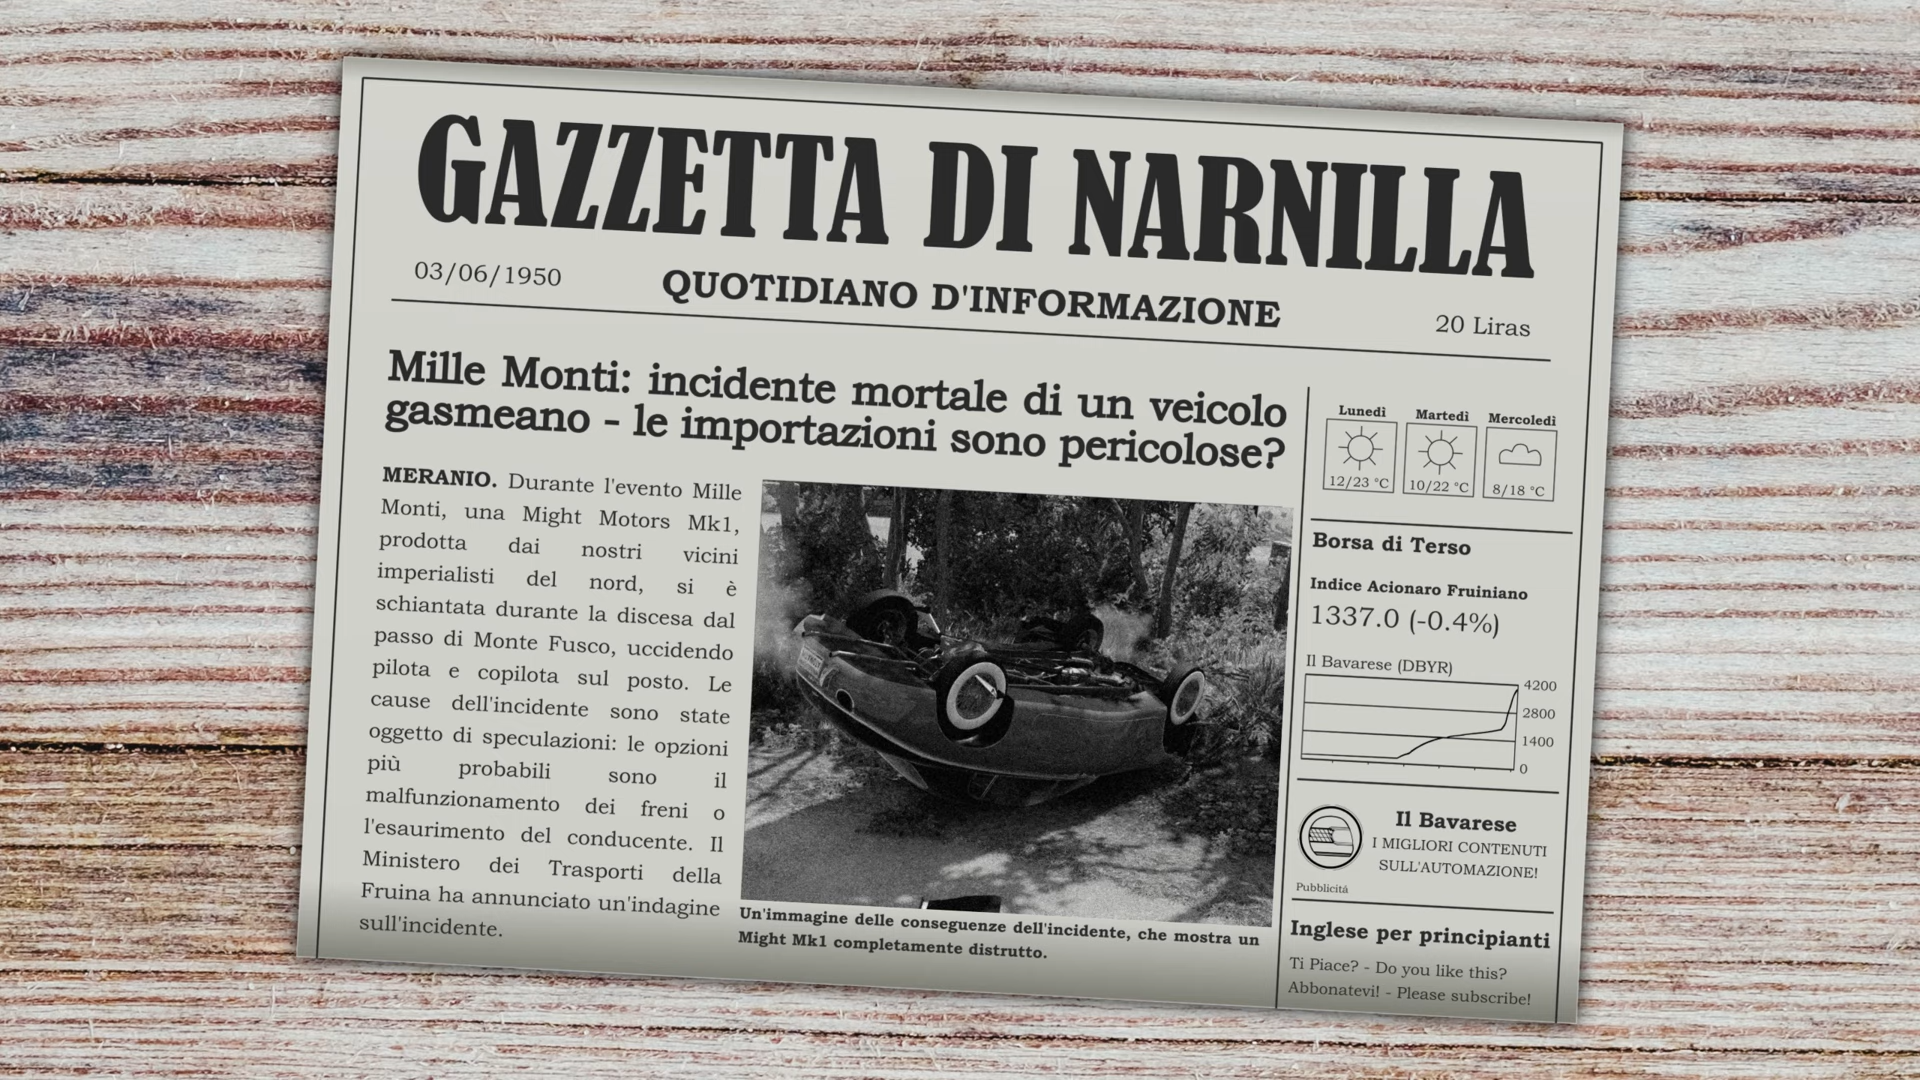 GAZZETTA DI NARNILLA
03/06/1950
QUOTIDIANO D'INFORMAZIONE
20 Liras
Mille Monti: incidente mortale di un veicolo
gasmeano - le importazioni sono pericolose?
MERANIO. Durante l'evento Mille
Monti, una Might Motors Mk1,
prodotta dai nostri vicini
imperialisti del nord, si è
schiantata durante la discesa dal
passo di Monte Fusco, uccidendo
pilota e copilota sul posto. Le
cause dell'incidente sono state
oggetto di speculazioni: le opzioni
più probabili sono il
malfunzionamento dei freni o
l'esaurimento del conducente. Il
Ministero dei Trasporti della
Fruina ha annunciato un'indagine
sull'incidente.
Un'immagine delle conseguenze dell'incidente, che mostra un
Might Mk1 completamente distrutto.
Lunedì Martedì Mercoledì
12/23 °C 10/22 °C 8/18 °C
Borsa di Terso
Indice Acionaro Fruiniano
1337.0 (-0.4%)
Il Bavarese (DBYR)
4200
2800
1400
0
Il Bavarese
I MIGLIORI CONTENUTI
SULL'AUTOMAZIONE!
Pubblicitá
Inglese per principianti
Ti Piace? - Do you like this?
Abbonatevi! - Please subscribe!